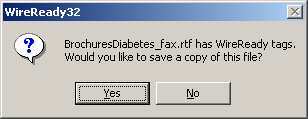 WireReady32
BrochuresDiabetes_fax.rtf has WireReady tags.
Would you like to save a copy of this file?
Yes
No